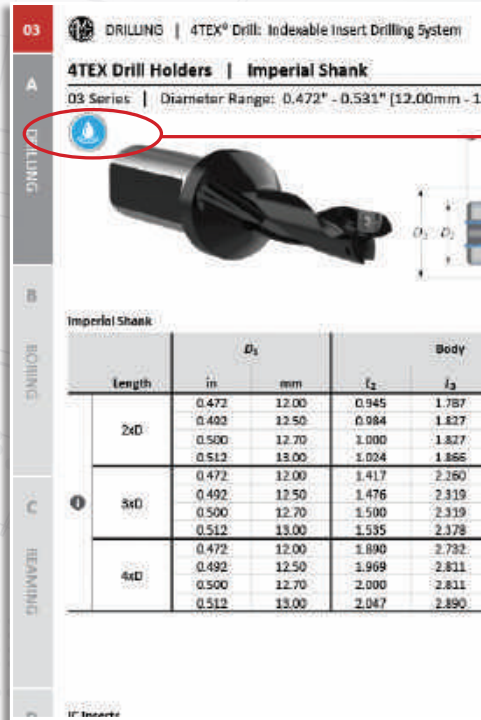 03
DRILLING | 4TEX® Drill: Indexable Insert Drilling System
4TEX Drill Holders | Imperial Shank
03 Series | Diameter Range: 0.472" - 0.531" (12.00mm - 1
A
DRILLING
B
BORING
C
REAMING
D₁ D₂
Imperial Shank
D₁ Body
Length in mm L₂ L₃
2xD
0.472 12.00 0.945 1.787
0.492 12.50 0.984 1.827
0.500 12.70 1.000 1.827
0.512 13.00 1.024 1.866
3xD
0.472 12.00 1.417 2.260
0.492 12.50 1.476 2.319
0.500 12.70 1.500 2.319
0.512 13.00 1.535 2.378
4xD
0.472 12.00 1.890 2.732
0.492 12.50 1.969 2.811
0.500 12.70 2.000 2.811
0.512 13.00 2.047 2.890
IC Inserts